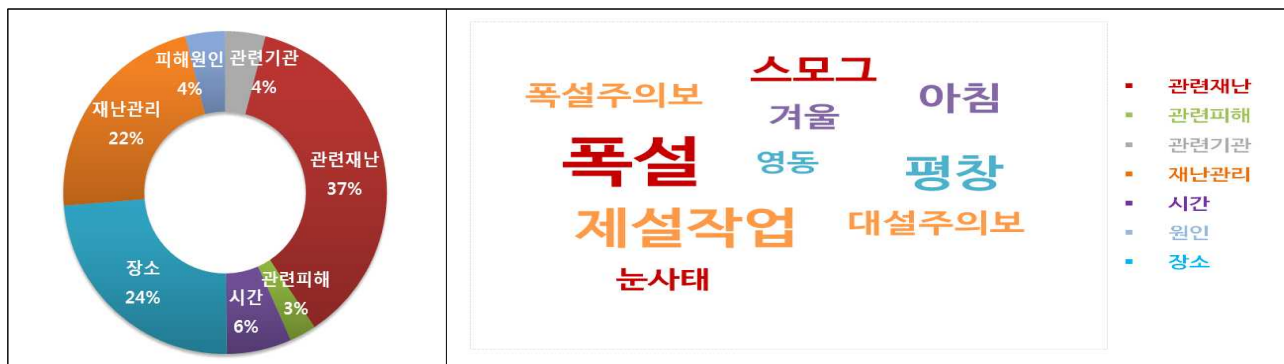 피해원인
4%
관련기관
4%
관련재난
37%
관련피해
3%
시간
6%
장소
24%
재난관리
22%
스모그
폭설주의보
아침
겨울
폭설
영동
평창
제설작업
대설주의보
눈사태
관련재난
관련피해
관련기관
재난관리
시간
원인
장소